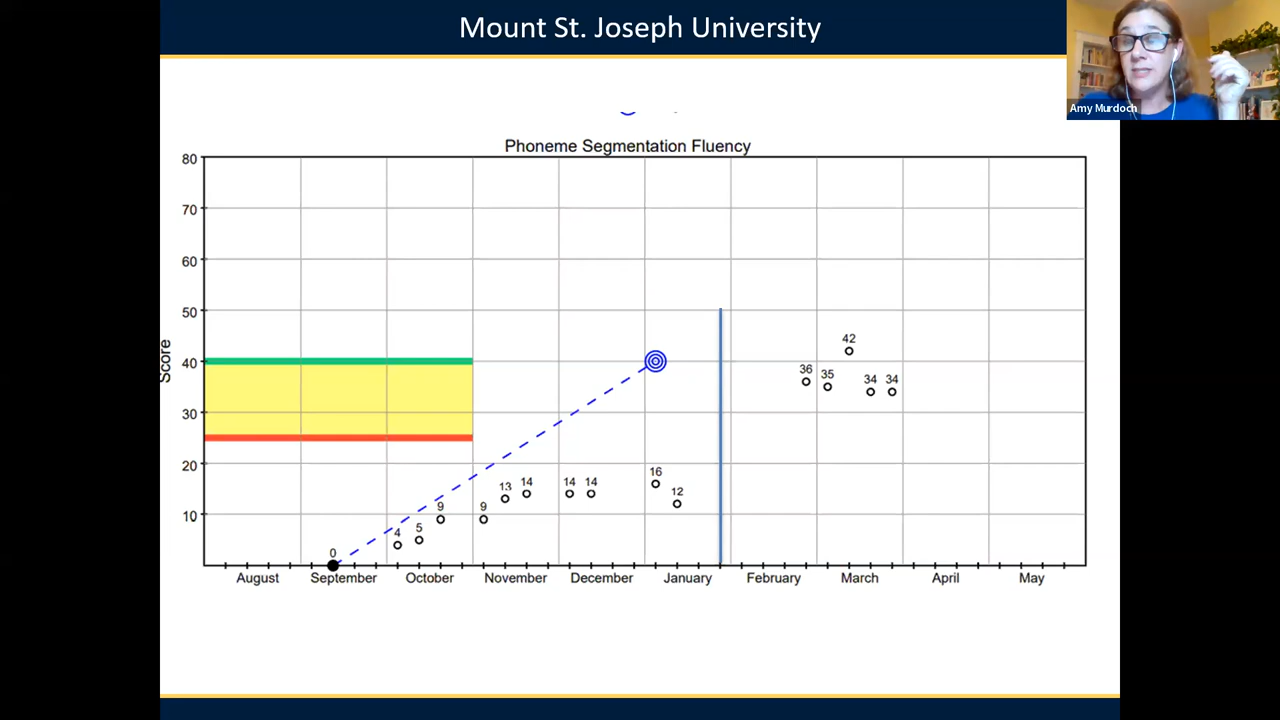 Mount St. Joseph University
Amy Murdoch
Phoneme Segmentation Fluency
Score
80
70
60
50
40
30
20
10
0
4
5
9
9
13
14
14
14
16
12
36
35
42
34
34
August
September
October
November
December
January
February
March
April
May